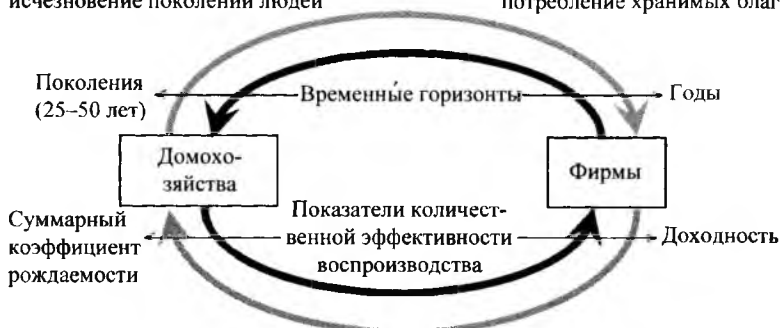 исчезновение поколений людей
потребление хранимых благ
Поколения
(25–50 лет)
Временны́е горизонты
Годы
Домохо-
зяйства
Фирмы
Суммарный
коэффициент
рождаемости
Показатели количест-
венной эффективности
воспроизводства
Доходность